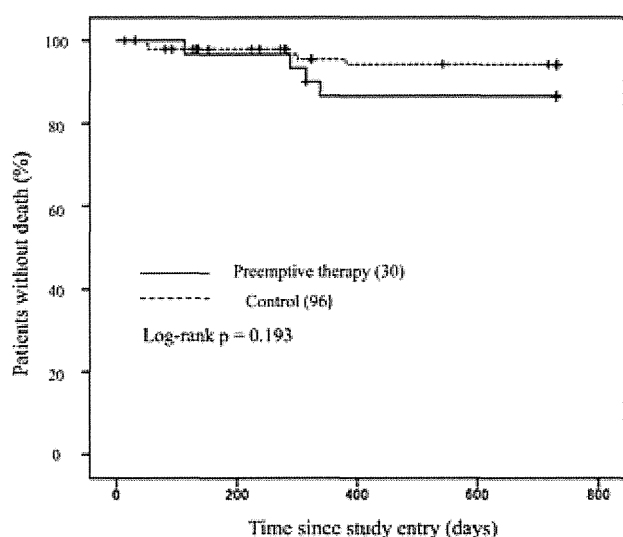 Patients without death (%)
100
80
60
40
20
0
Preemptive therapy (30)
Control (96)
Log-rank p = 0.193
0 200 400 600 800
Time since study entry (days)